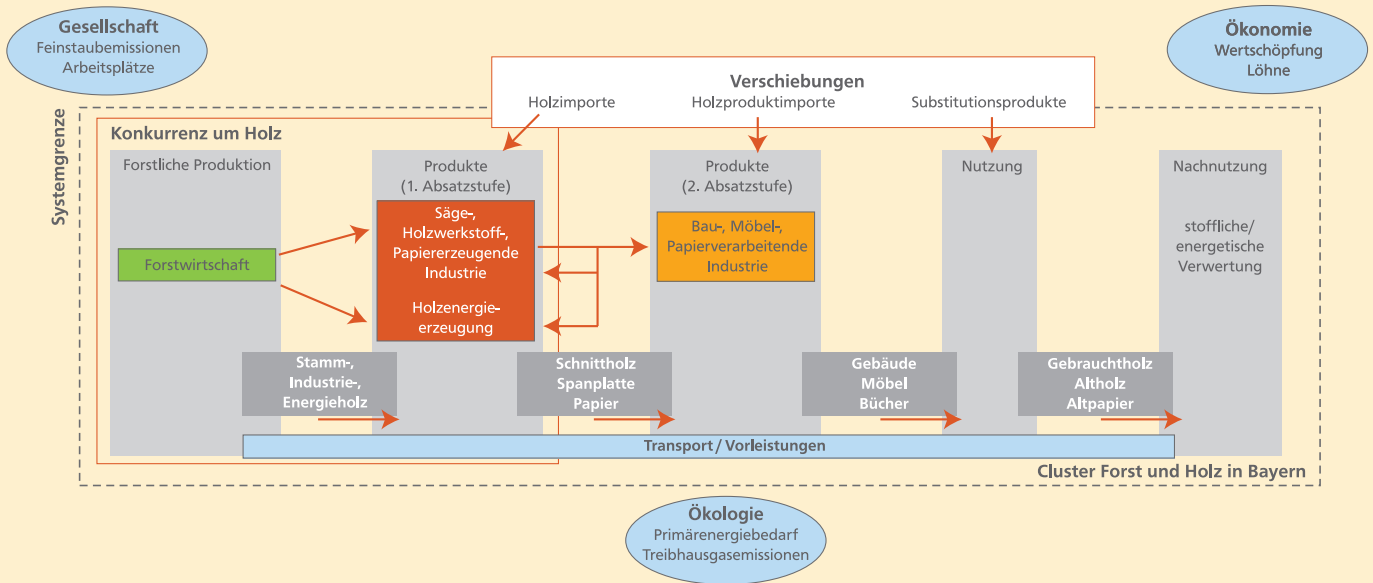 Gesellschaft
Feinstaubemissionen
Arbeitsplätze
Ökonomie
Wertschöpfung
Löhne
Verschiebungen
Holzimporte
Holzproduktimporte
Substitutionsprodukte
Systemgrenze
Konkurrenz um Holz
Forstliche Produktion
Produkte
(1. Absatzstufe)
Produkte
(2. Absatzstufe)
Nutzung
Nachnutzung
Forstwirtschaft
Säge-,
Holzwerkstoff-,
Papiererzeugende
Industrie
Holzenergie-
erzeugung
Bau-, Möbel-,
Papierverarbeitende
Industrie
stoffliche/
energetische
Verwertung
Stamm-,
Industrie-,
Energieholz
Schnittholz
Spanplatte
Papier
Gebäude
Möbel
Bücher
Gebrauchtholz
Altholz
Altpapier
Transport / Vorleistungen
Cluster Forst und Holz in Bayern
Ökologie
Primärenergiebedarf
Treibhausgasemissionen